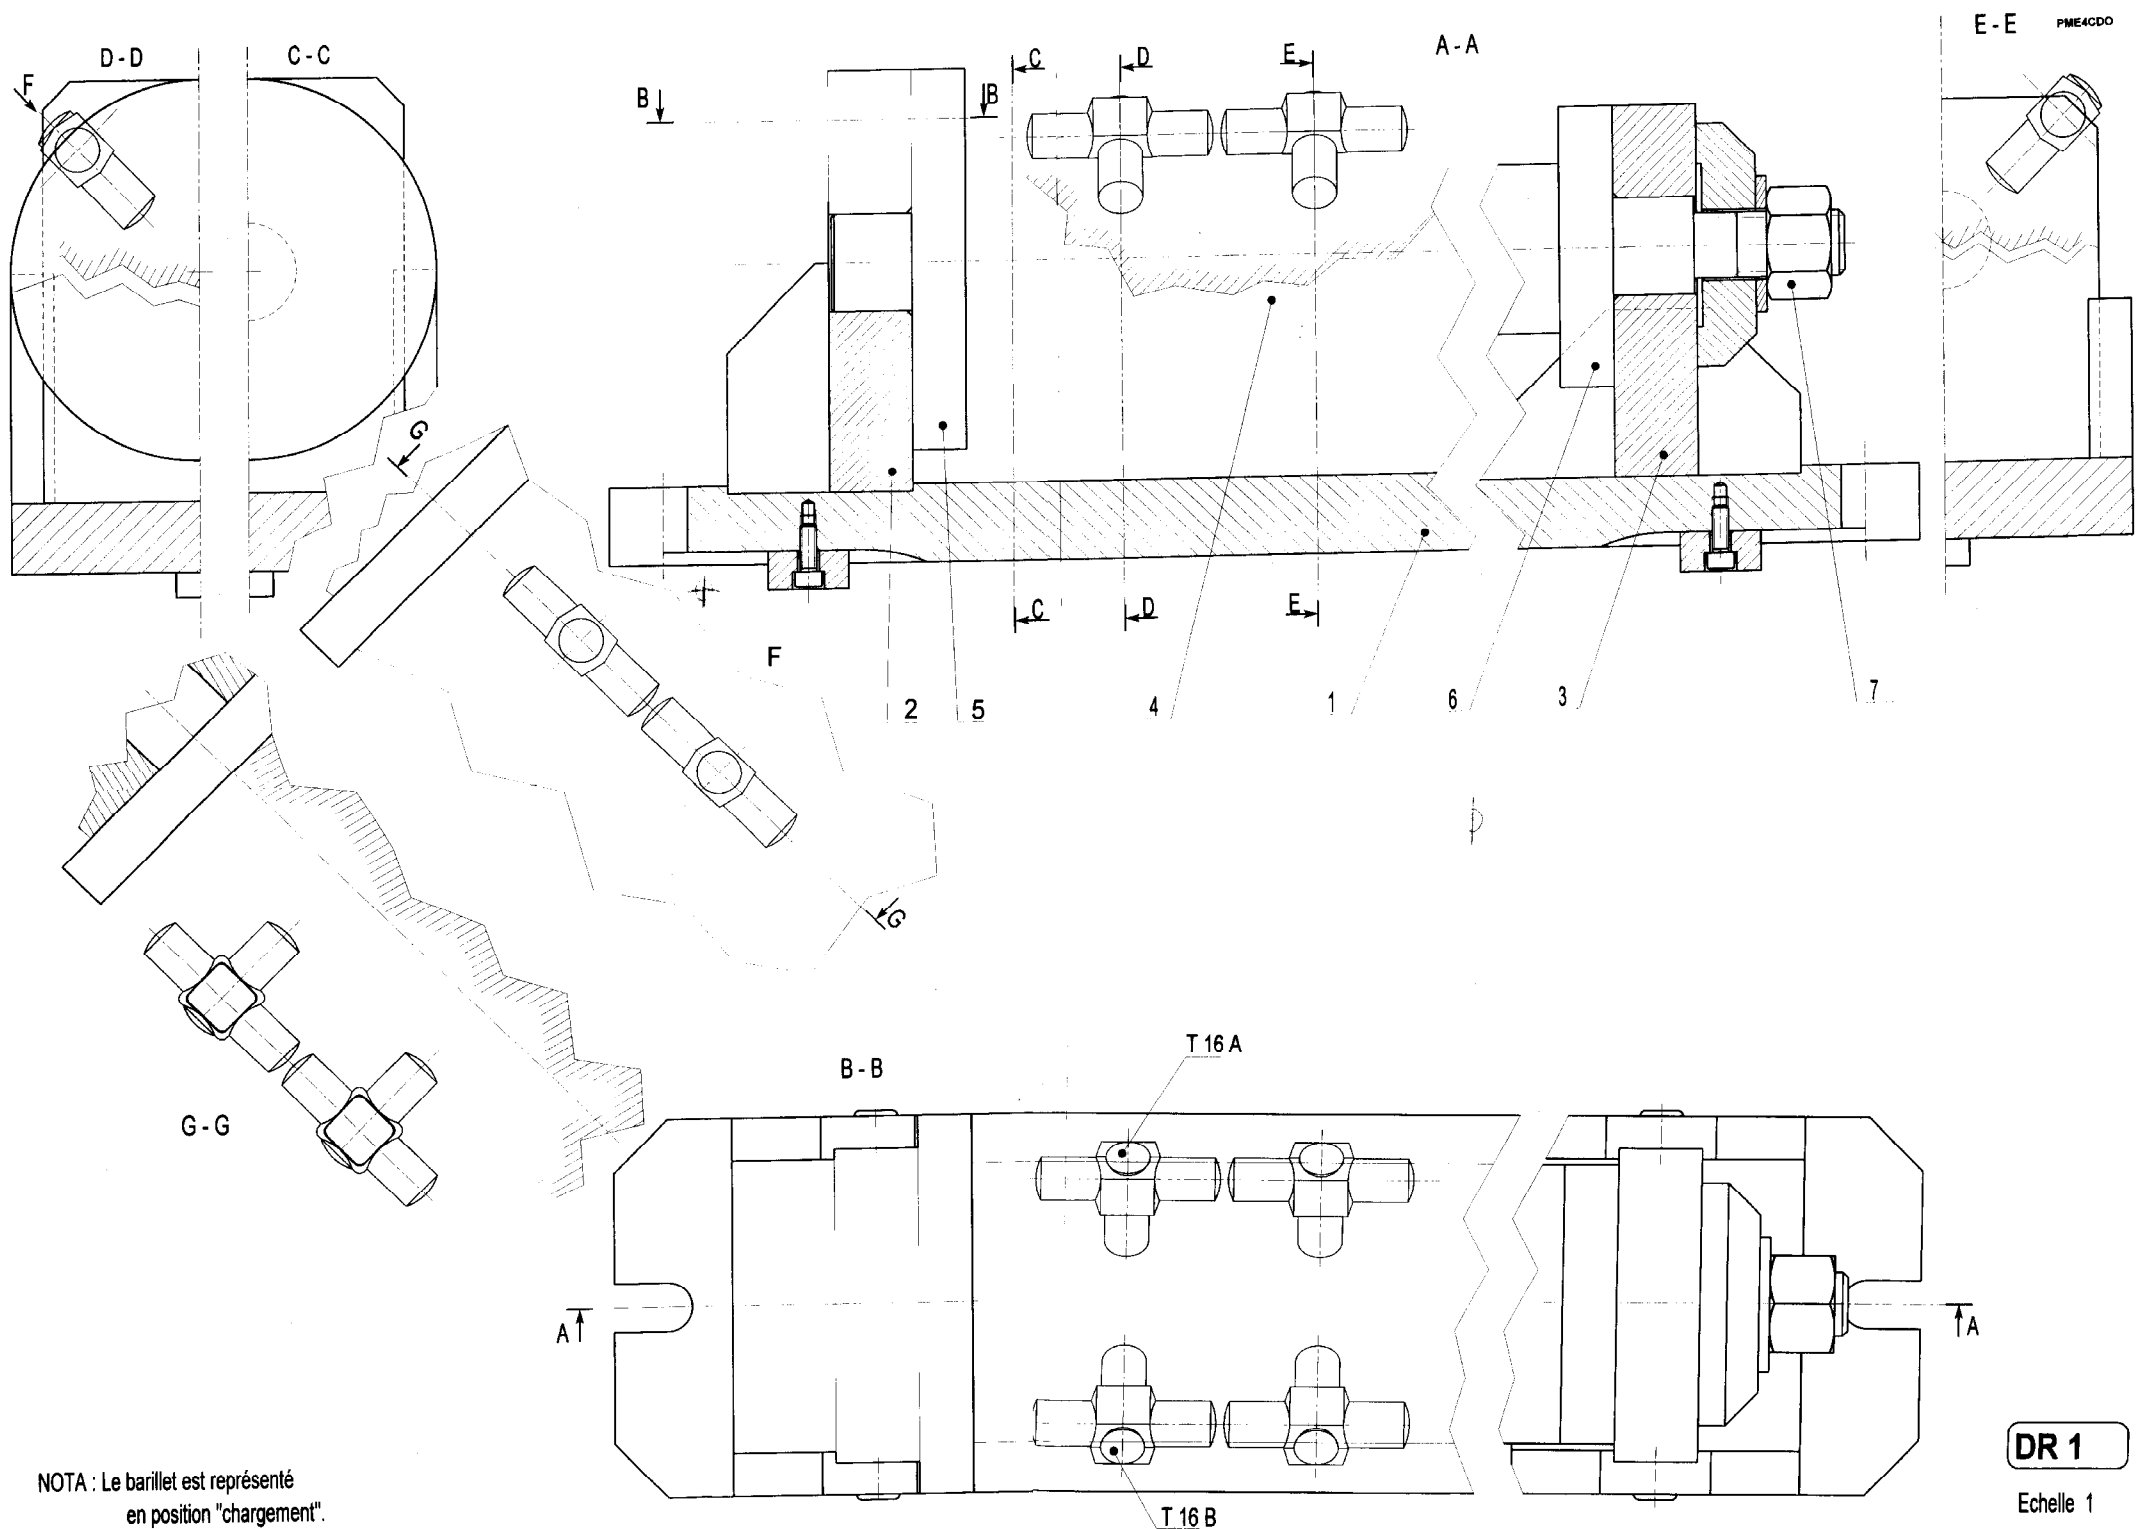 E - E
PME4CDO
D - D
C - C
A - A
F
B
B
C
D
E
G
C
D
E
F
2
5
4
1
6
3
7
G
T 16 A
B - B
G - G
A
A
DR 1
NOTA : Le barillet est représenté
en position "chargement".
T 16 B
Echelle 1